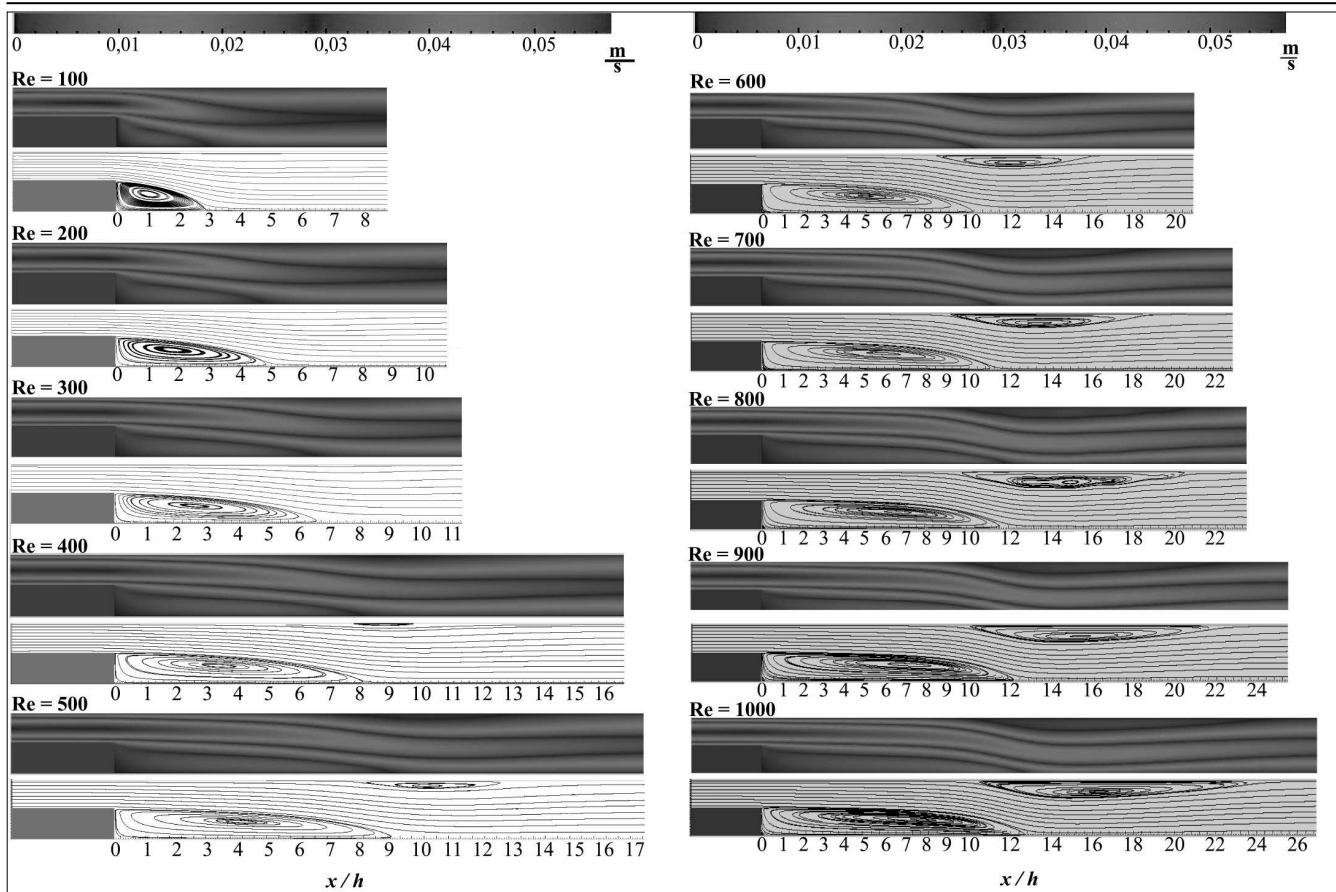 0 0,01 0,02 0,03 0,04 0,05 m/s
Re = 100
0 1 2 3 4 5 6 7 8
Re = 200
0 1 2 3 4 5 6 7 8 9 10
Re = 300
0 1 2 3 4 5 6 7 8 9 10 11
Re = 400
0 1 2 3 4 5 6 7 8 9 10 11 12 13 14 15 16
Re = 500
0 1 2 3 4 5 6 7 8 9 10 11 12 13 14 15 16 17
x / h
0 0,01 0,02 0,03 0,04 0,05 m/s
Re = 600
0 1 2 3 4 5 6 7 8 9 10 12 14 16 18 20
Re = 700
0 1 2 3 4 5 6 7 8 9 10 12 14 16 18 20 22
Re = 800
0 1 2 3 4 5 6 7 8 9 10 12 14 16 18 20 22
Re = 900
0 1 2 3 4 5 6 7 8 9 10 12 14 16 18 20 22 24
Re = 1000
0 1 2 3 4 5 6 7 8 9 10 12 14 16 18 20 22 24 26
x / h